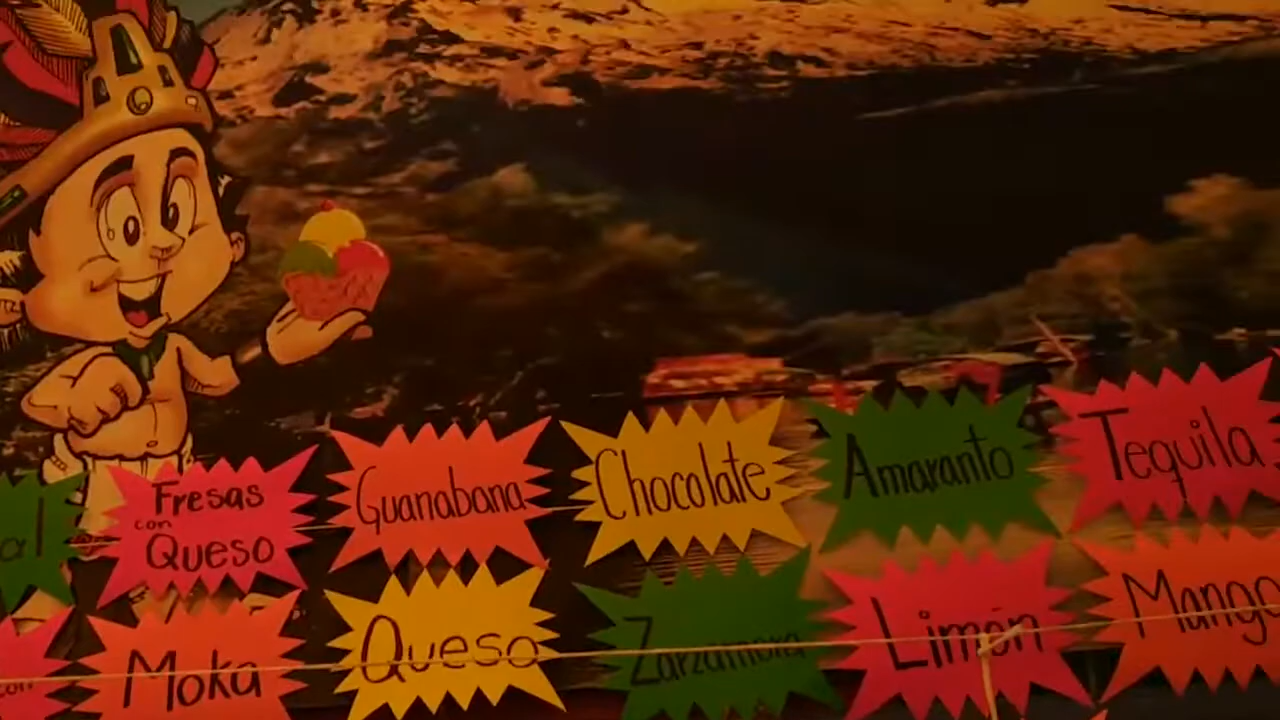 Fresas
con
Queso
Guanabana
Chocolate
Amaranto
Tequila
Moka
Queso
Zarzamora
Limón
Mango